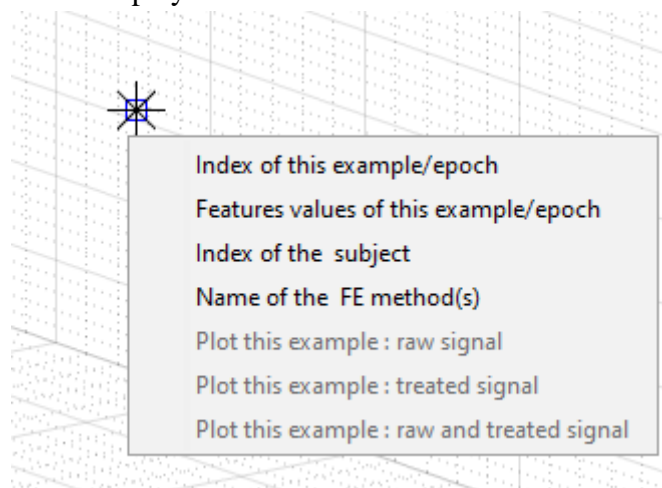 Index of this example/epoch
Features values of this example/epoch
Index of the  subject
Name of the  FE method(s)
Plot this example : raw signal
Plot this example : treated signal
Plot this example : raw and treated signal